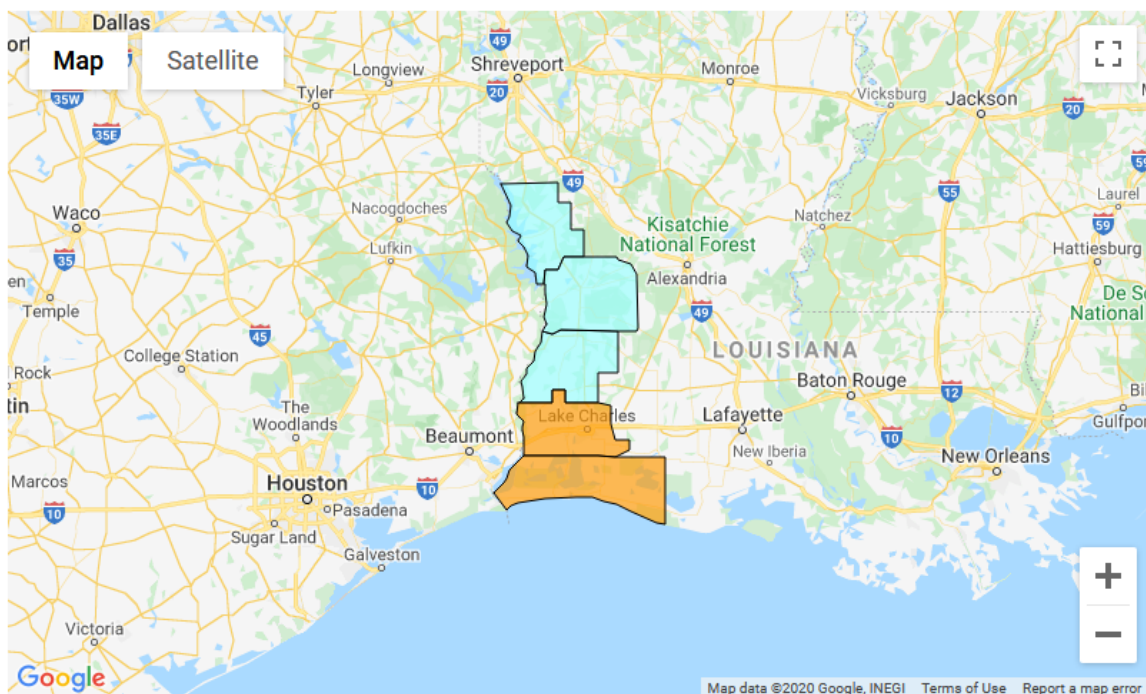 Dallas
Map
Satellite
35W
35E
49
Shreveport
20
Longview
Tyler
Monroe
Vicksburg
Jackson
20
55
Waco
Nacogdoches
Lufkin
49
Kisatchie
National Forest
Natchez
Laurel
59
59
Hattiesburg
35
Temple
Alexandria
49
De S
National
College Station
45
LOUISIANA
Rock
tin
The
Woodlands
Beaumont
Lake Charles
Lafayette
Baton Rouge
12
Bi
Gulfpor
10
New Iberia
New Orleans
Marcos
10
Houston
Pasadena
Sugar Land
10
Galveston
Victoria
+
−
Google
Map data ©2020 Google, INEGI Terms of Use Report a map error